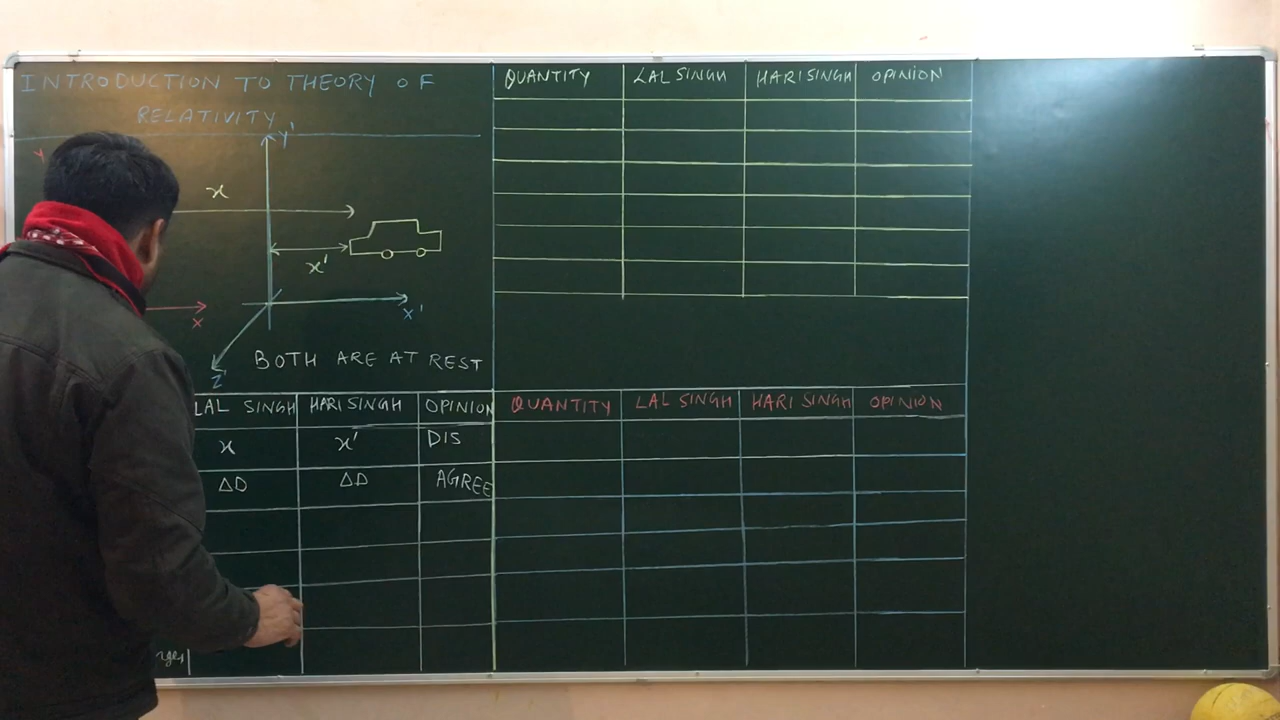 INTRODUCTION TO THEORY OF
RELATIVITY
Y
Y'
x
x'
X
X'
Z'
BOTH ARE AT REST
LAL SINGH HARI SINGH OPINION
x x' DIS
ΔD ΔD AGREE
QUANTITY LAL SINGH HARI SINGH OPINION
QUANTITY LAL SINGH HARI SINGH OPINION